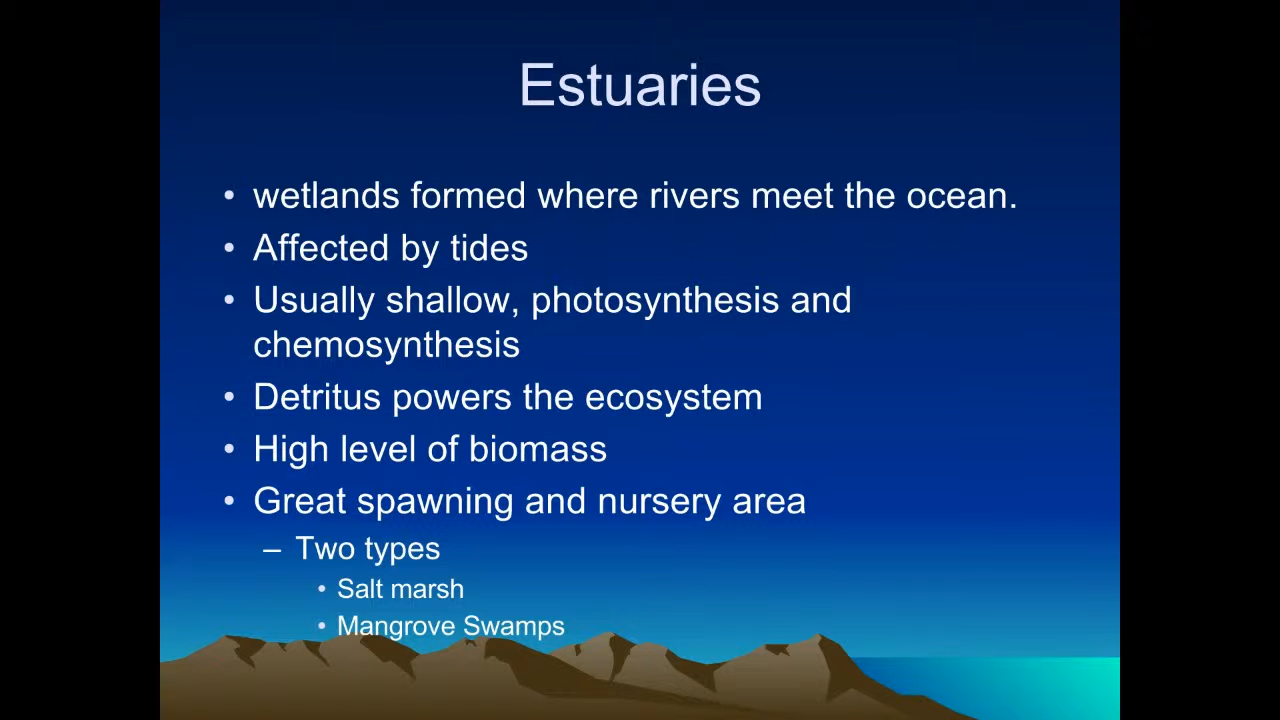 Estuaries
• wetlands formed where rivers meet the ocean.
• Affected by tides
• Usually shallow, photosynthesis and
chemosynthesis
• Detritus powers the ecosystem
• High level of biomass
• Great spawning and nursery area
– Two types
• Salt marsh
• Mangrove Swamps